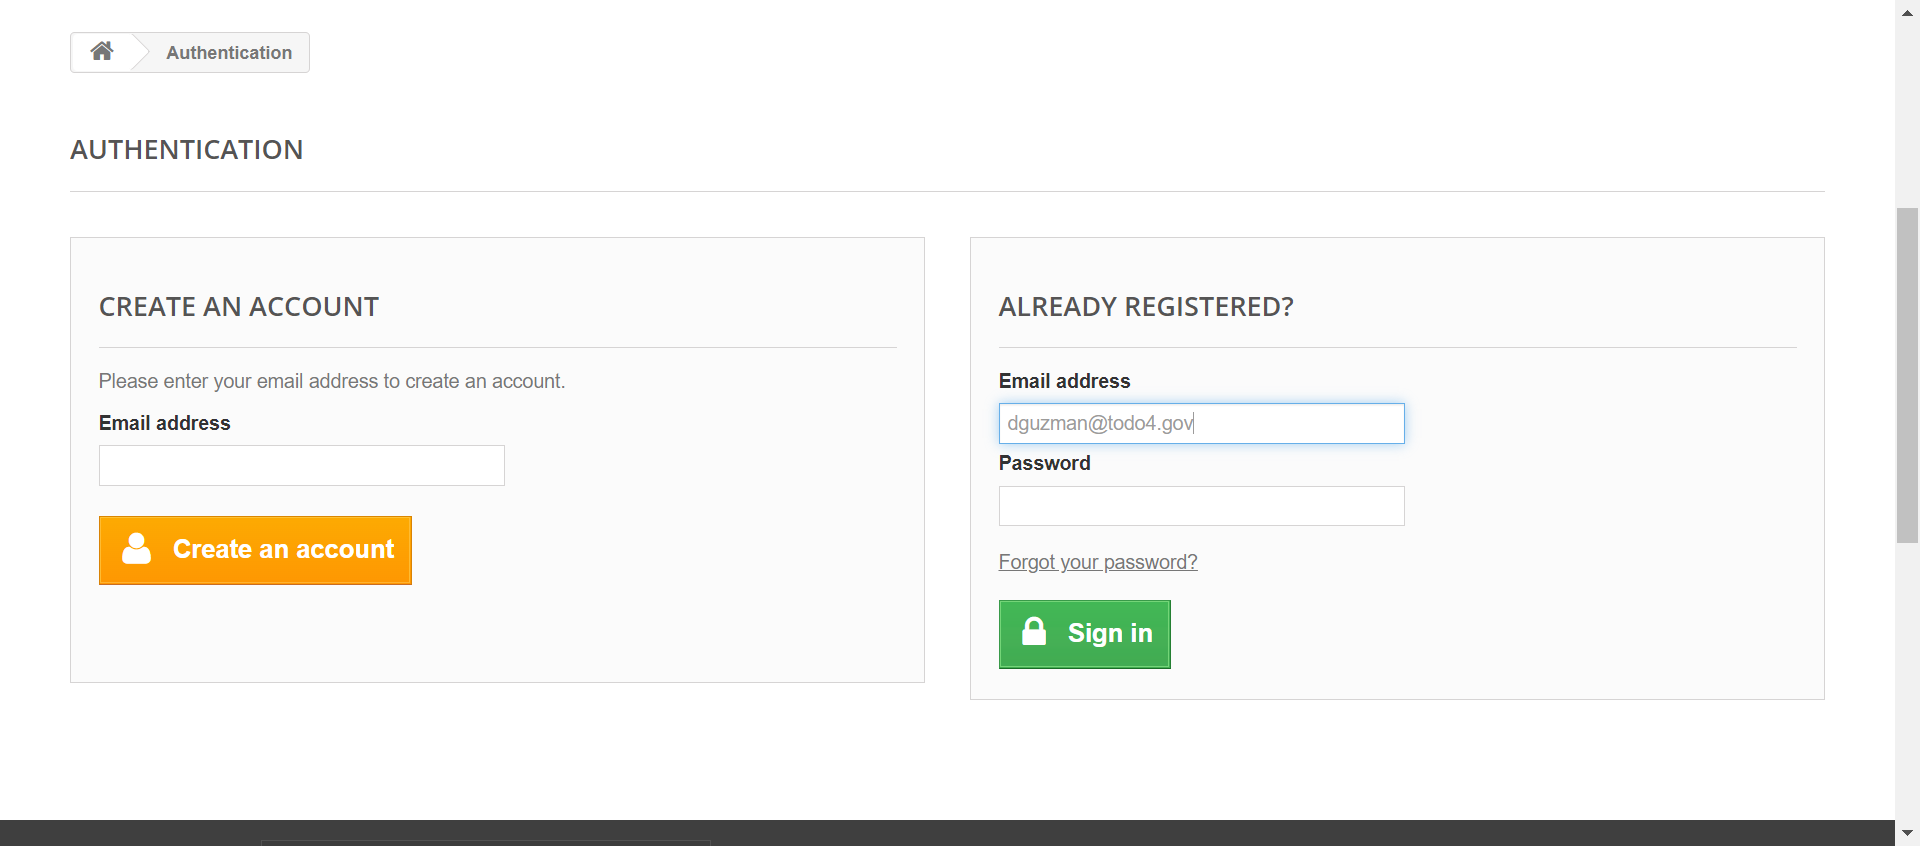 Authentication
AUTHENTICATION
CREATE AN ACCOUNT
Please enter your email address to create an account.
Email address
Create an account
ALREADY REGISTERED?
Email address
dguzman@todo4.gov
Password
Forgot your password?
Sign in